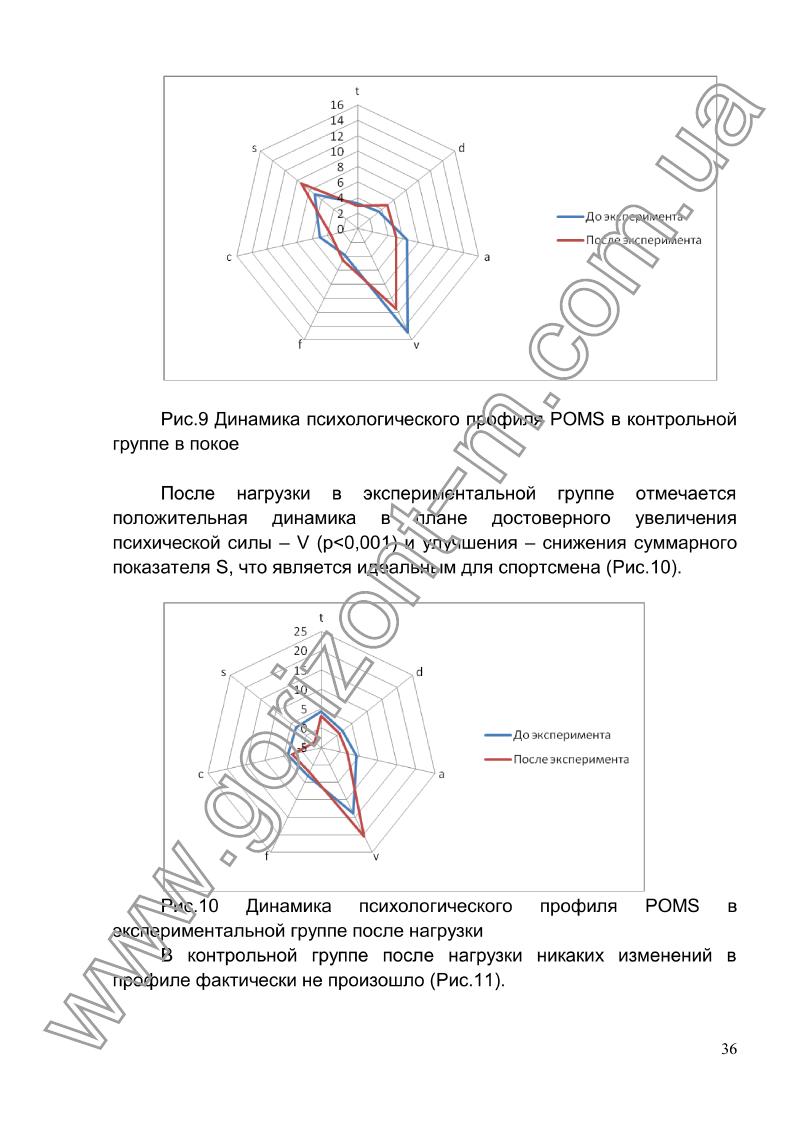 t
16
14
12
10
8
6
4
2
0
s
d
c
a
f
v
До эксперимента
После эксперимента
Рис.9 Динамика психологического профиля POMS в контрольной
группе в покое
После нагрузки в экспериментальной группе отмечается
положительная динамика в плане достоверного увеличения
психической силы – V (p<0,001) и улучшения – снижения суммарного
показателя S, что является идеальным для спортсмена (Рис.10).
t
25
20
15
10
5
0
-5
s
d
c
a
f
v
До эксперимента
После эксперимента
Рис.10 Динамика психологического профиля POMS в
экспериментальной группе после нагрузки
В контрольной группе после нагрузки никаких изменений в
профиле фактически не произошло (Рис.11).
36
www.gorizont-m.com.ua